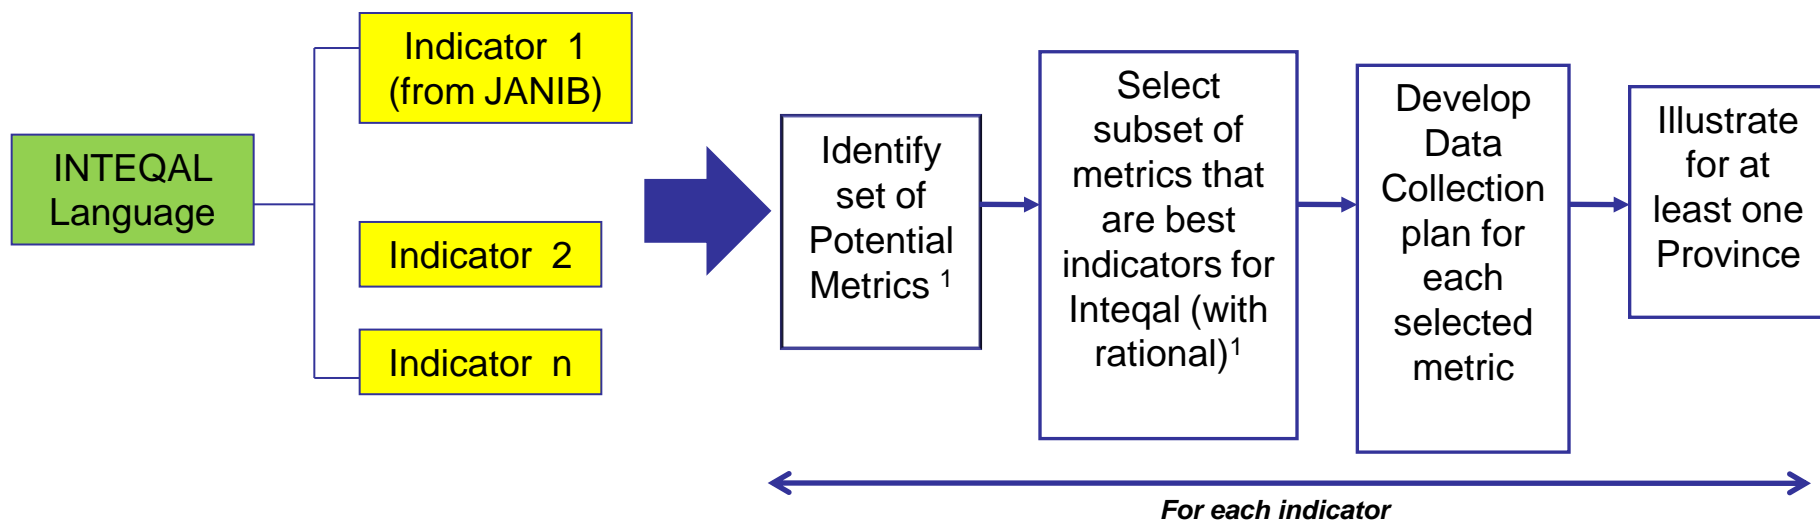 INTEQAL
Language
Indicator 1
(from JANIB)
Indicator 2
Indicator n
Identify
set of
Potential
Metrics 1
Select
subset of
metrics that
are best
indicators for
Inteqal (with
rational)1
Develop
Data
Collection
plan for
each
selected
metric
Illustrate
for at
least one
Province
For each indicator